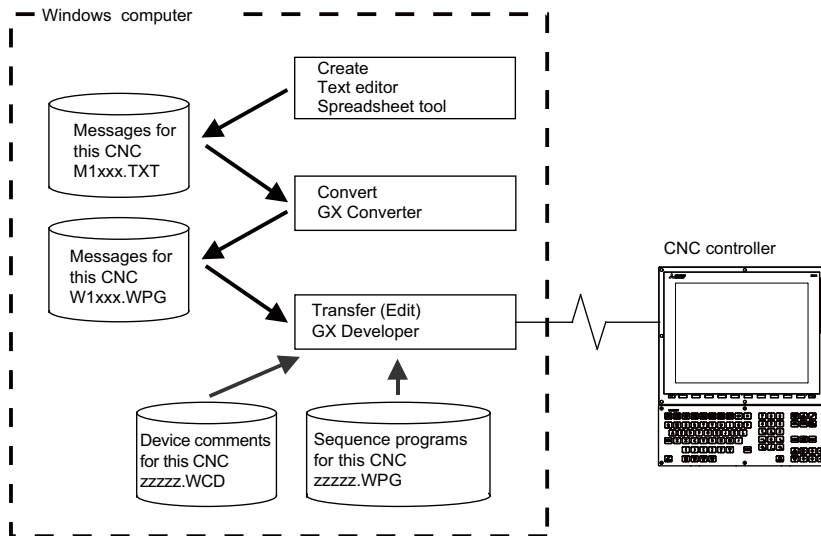 Windows computer
Create
Text editor
Spreadsheet tool
Messages for
this CNC
M1xxx.TXT
Convert
GX Converter
Messages for
this CNC
W1xxx.WPG
CNC controller
Transfer (Edit)
GX Developer
Device comments
for this CNC
zzzzz.WCD
Sequence programs
for this CNC
zzzzz.WPG